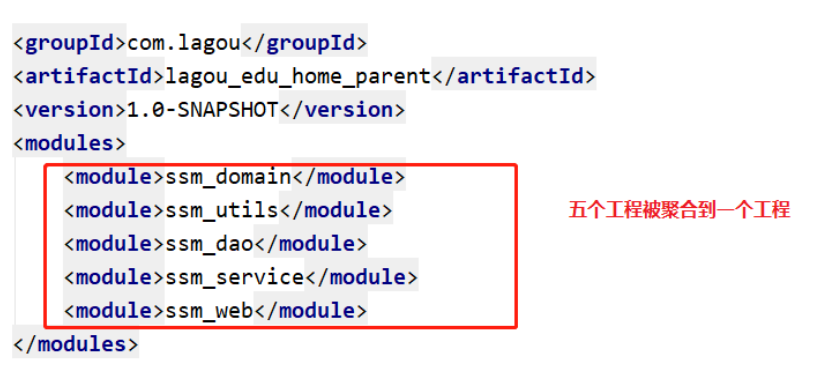 <groupId>com.lagou</groupId>
<artifactId>lagou_edu_home_parent</artifactId>
<version>1.0-SNAPSHOT</version>
<modules>
<module>ssm_domain</module>
<module>ssm_utils</module>
五个工程被聚合到一个工程
<module>ssm_dao</module>
<module>ssm_service</module>
<module>ssm_web</module>
</modules>